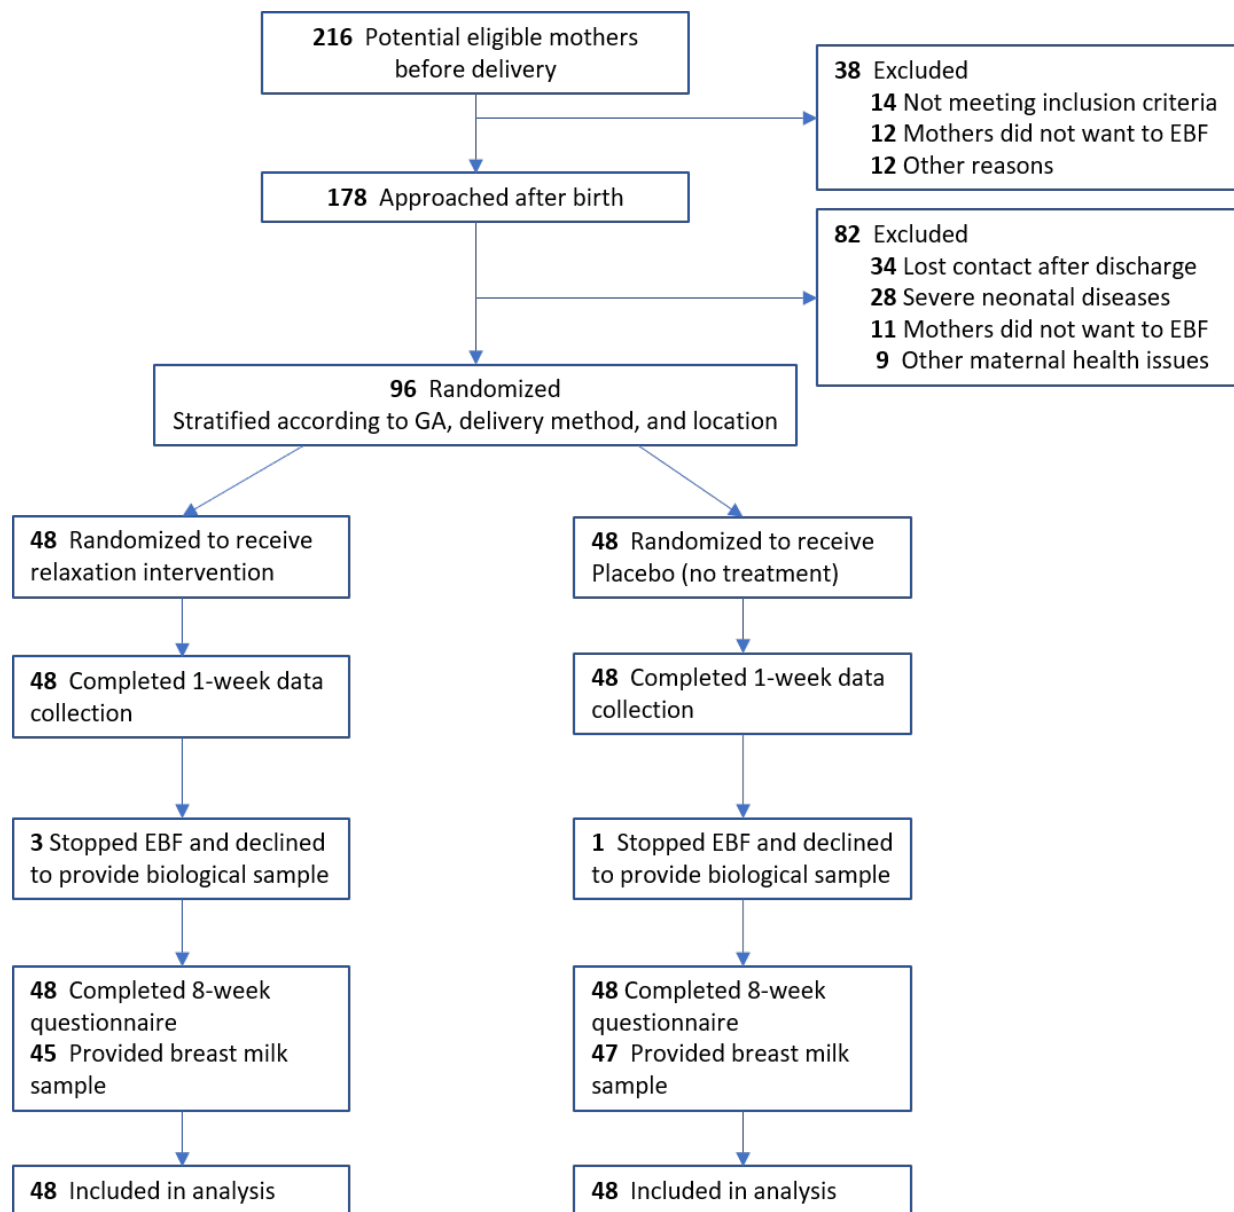 216 Potential eligible mothers
before delivery
38 Excluded
14 Not meeting inclusion criteria
12 Mothers did not want to EBF
12 Other reasons
178 Approached after birth
82 Excluded
34 Lost contact after discharge
28 Severe neonatal diseases
11 Mothers did not want to EBF
9 Other maternal health issues
96 Randomized
Stratified according to GA, delivery method, and location
48 Randomized to receive
relaxation intervention
48 Randomized to receive
Placebo (no treatment)
48 Completed 1-week data
collection
48 Completed 1-week data
collection
3 Stopped EBF and declined
to provide biological sample
1 Stopped EBF and declined
to provide biological sample
48 Completed 8-week
questionnaire
45 Provided breast milk
sample
48 Completed 8-week
questionnaire
47 Provided breast milk
sample
48 Included in analysis
48 Included in analysis